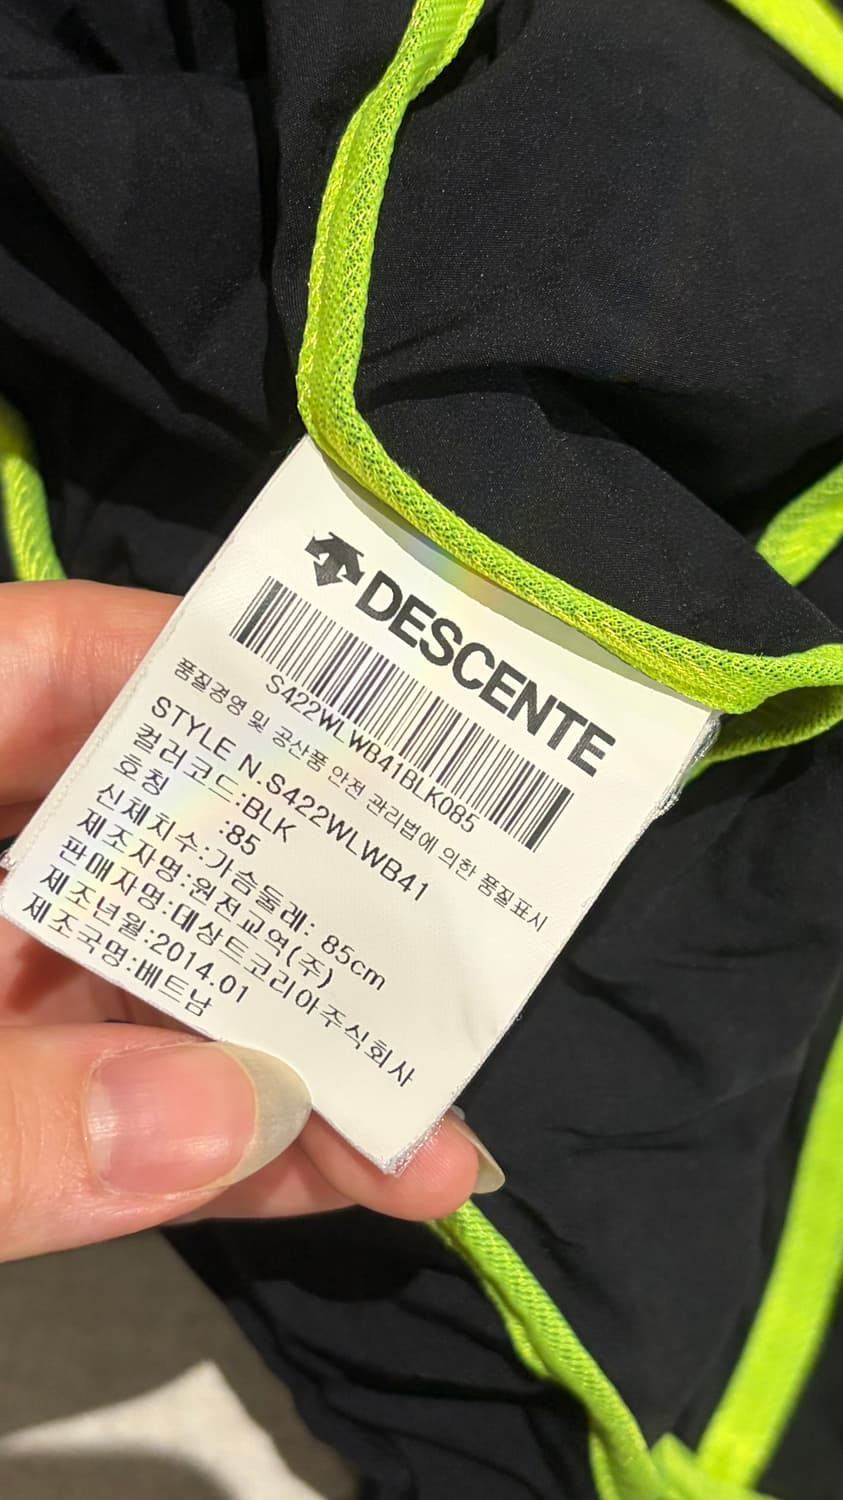 DESCENTE
S422WLWB41BLK085
품질경영 및 공산품 안전 관리법에 의한 품질표시
STYLE N.S422WLWB41
컬러코드:BLK
호칭 :85
신체치수:가슴둘레: 85cm
제조자명:원전교역(주)
판매자명:데상트코리아주식회사
제조년월:2014.01
제조국명:베트남